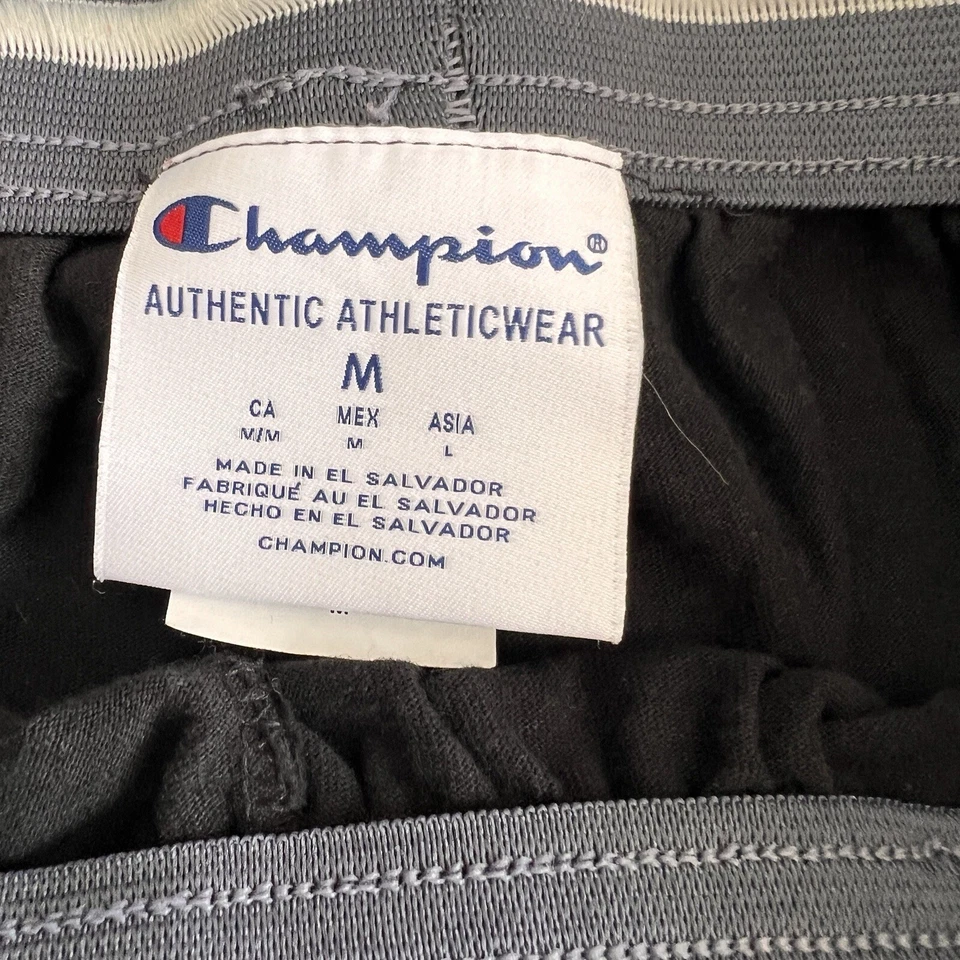 Champion®
AUTHENTIC ATHLETICWEAR
M
CA MEX ASIA
M/M M L
MADE IN EL SALVADOR
FABRIQUÉ AU EL SALVADOR
HECHO EN EL SALVADOR
CHAMPION.COM